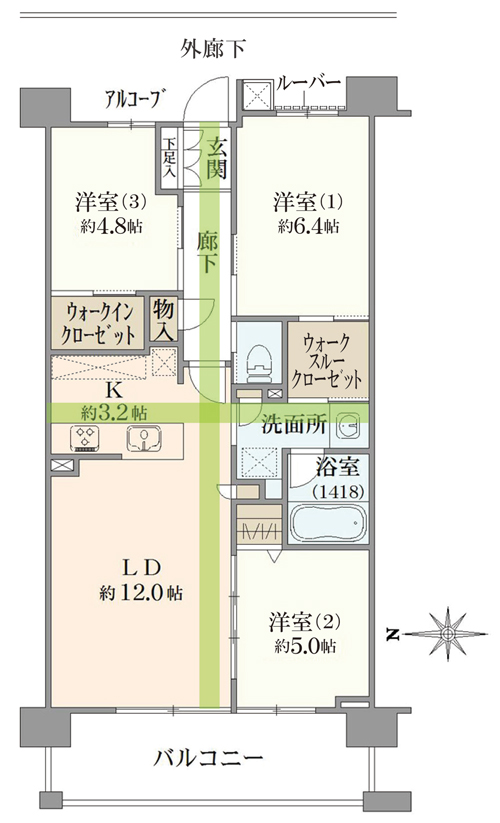 外廊下
アルコーブ
ルーバー
下足入
玄関
洋室(3)
約4.8帖
洋室(1)
約6.4帖
廊下
ウォークイン
クローゼット
物入
ウォーク
スルー
クローゼット
K
約3.2帖
洗面所
浴室
(1418)
LD
約12.0帖
洋室(2)
約5.0帖
N
バルコニー